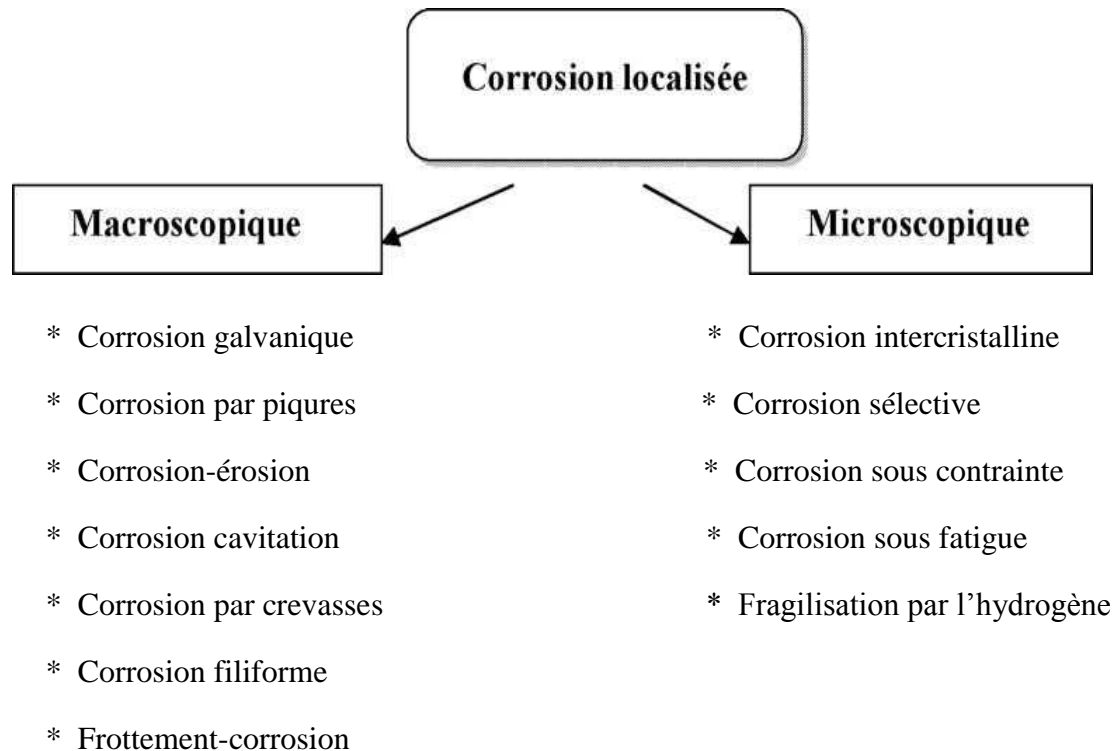 Corrosion localisée
Macroscopique
* Corrosion galvanique
* Corrosion par piqures
* Corrosion-érosion
* Corrosion cavitation
* Corrosion par crevasses
* Corrosion filiforme
* Frottement-corrosion
Microscopique
* Corrosion intercristalline
* Corrosion sélective
* Corrosion sous contrainte
* Corrosion sous fatigue
* Fragilisation par l’hydrogène